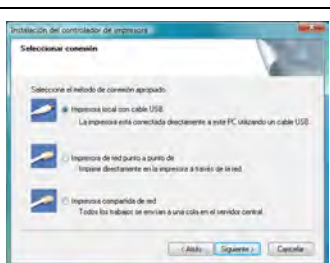 Instalación del controlador de impresora
Seleccionar conexión
Seleccione el método de conexión apropiado.
Impresora local con cable USB
La impresora está conectada directamente a este PC utilizando un cable USB.
Impresora de red punto a punto de
Imprime directamente en la impresora a través de la red.
Impresora compartida de red
Todos los trabajos se envían a una cola en el servidor central.
< Atrás
Siguiente >
Cancelar